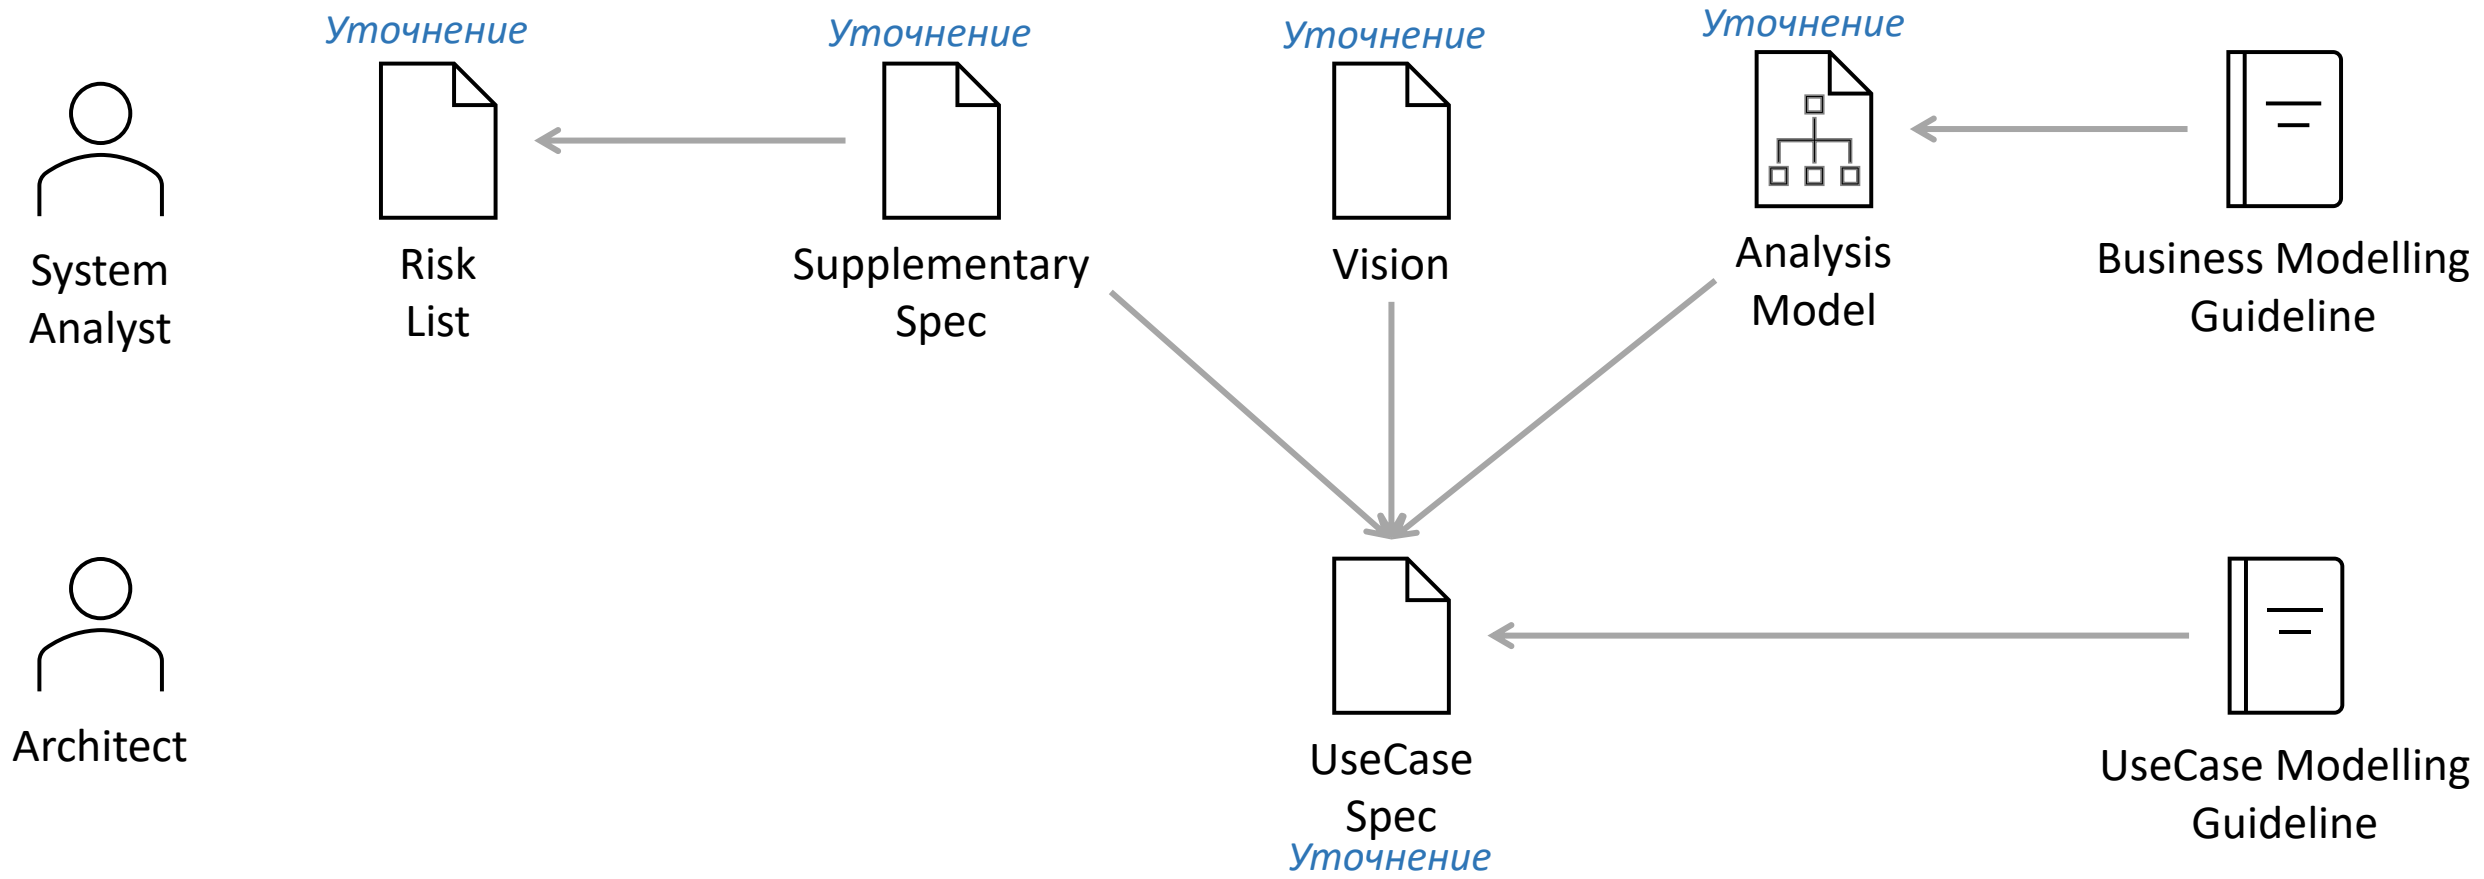 Уточнение
Уточнение
Уточнение
Уточнение
System
Analyst
Risk
List
Supplementary
Spec
Vision
Analysis
Model
Business Modelling
Guideline
Architect
UseCase
Spec
Уточнение
UseCase Modelling
Guideline